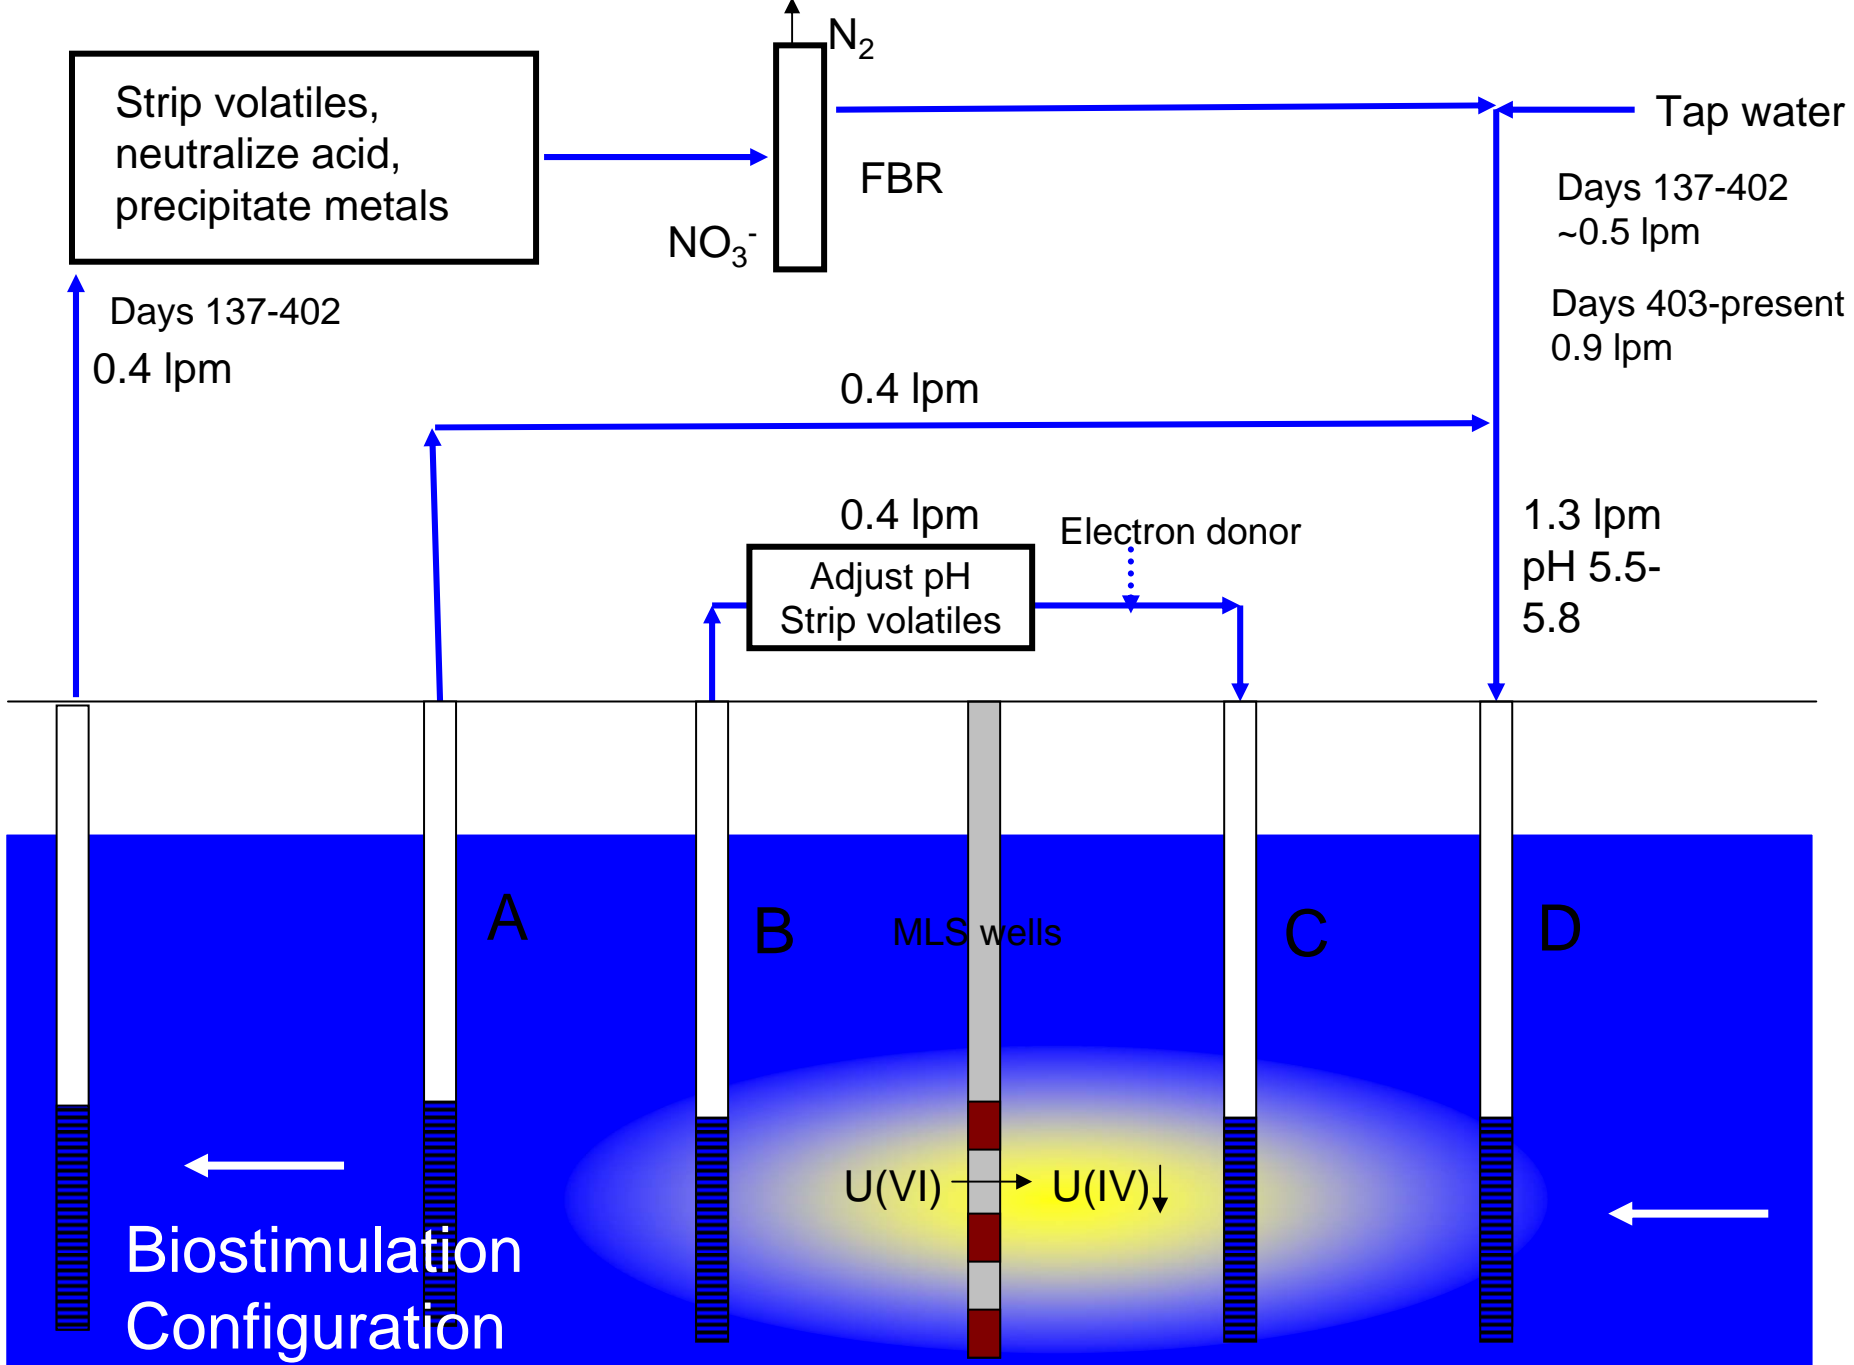 N₂
Strip volatiles,
neutralize acid,
precipitate metals
Tap water
FBR
NO₃⁻
Days 137-402
~0.5 lpm
Days 403-present
0.9 lpm
Days 137-402
0.4 lpm
0.4 lpm
0.4 lpm
Electron donor
Adjust pH
Strip volatiles
1.3 lpm
pH 5.5-
5.8
A
B
MLS wells
C
D
U(VI)
U(IV)
Biostimulation
Configuration